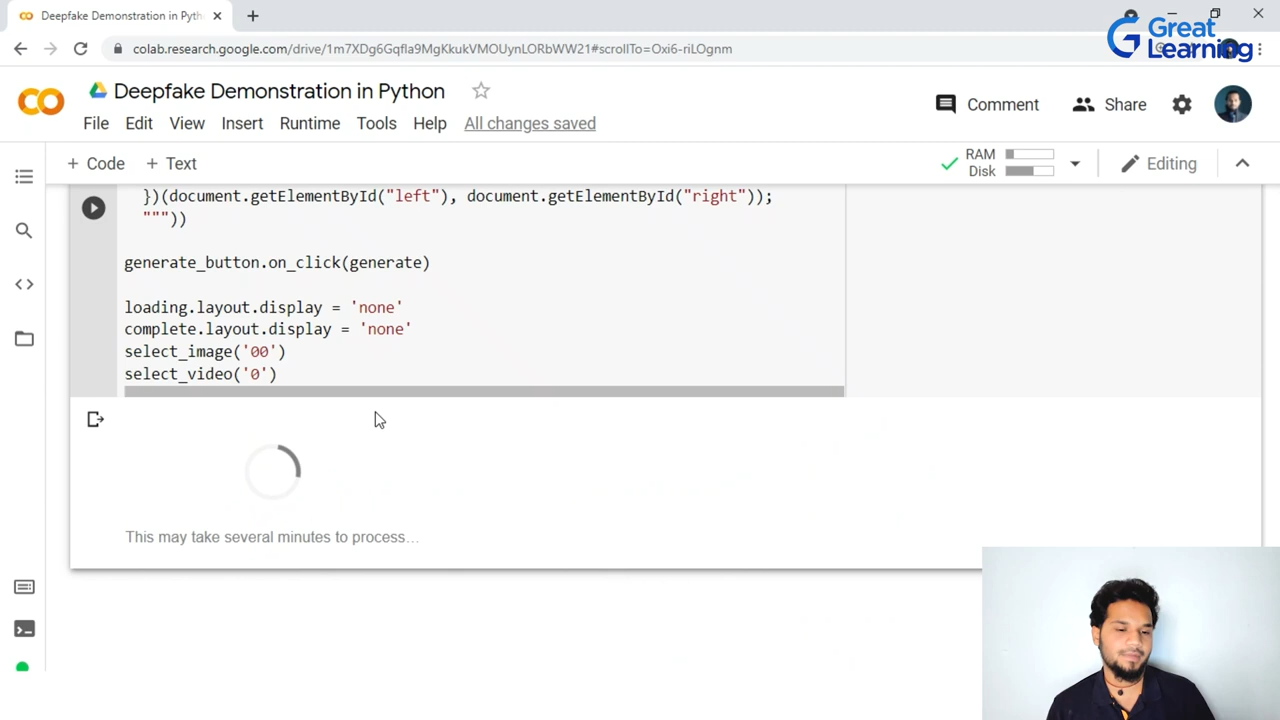 Deepfake Demonstration in Pyth
colab.research.google.com/drive/1m7XDg6Gqfla9MgKkukVMOUynLORbWW21#scrollTo=Oxi6-riLOgnm
Great
Learning
Deepfake Demonstration in Python
Comment
Share
File Edit View Insert Runtime Tools Help All changes saved
+ Code + Text
RAM
Disk
Editing
})(document.getElementById("left"), document.getElementById("right"));
"""))
generate_button.on_click(generate)
loading.layout.display = 'none'
complete.layout.display = 'none'
select_image('00')
select_video('0')
This may take several minutes to process...